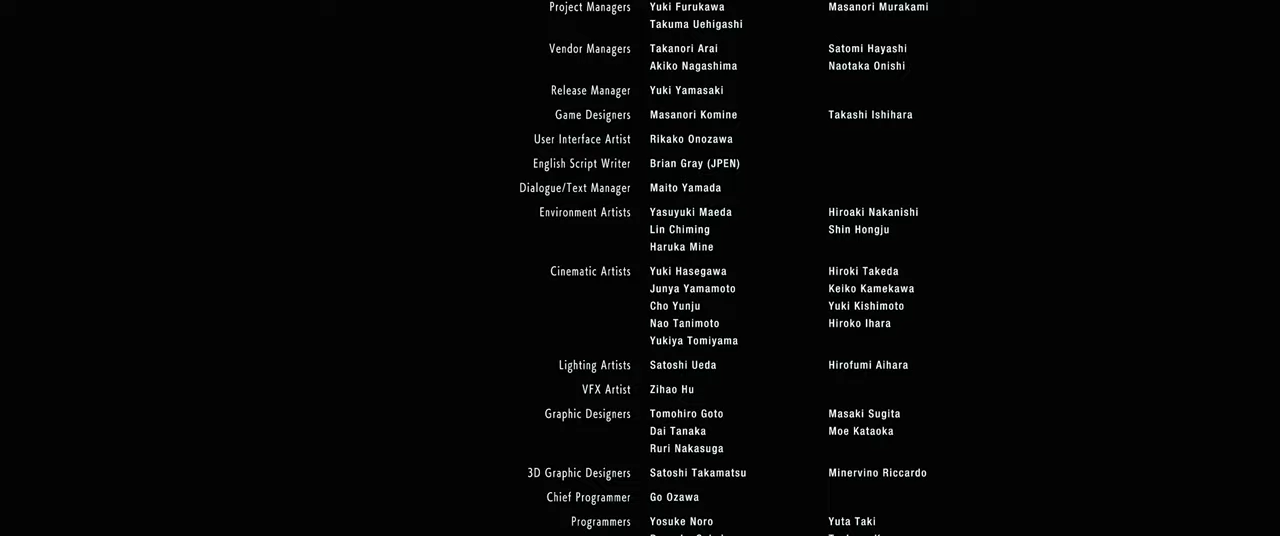 Project Managers Yuki Furukawa Masanori Murakami
Takuma Uehigashi
Vendor Managers Takanori Arai Satomi Hayashi
Akiko Nagashima Naotaka Onishi
Release Manager Yuki Yamasaki
Game Designers Masanori Komine Takashi Ishihara
User Interface Artist Rikako Onozawa
English Script Writer Brian Gray (JPEN)
Dialogue/Text Manager Maito Yamada
Environment Artists Yasuyuki Maeda Hiroaki Nakanishi
Lin Chiming Shin Hongju
Haruka Mine
Cinematic Artists Yuki Hasegawa Hiroki Takeda
Junya Yamamoto Keiko Kamekawa
Cho Yunju Yuki Kishimoto
Nao Tanimoto Hiroko Ihara
Yukiya Tomiyama
Lighting Artists Satoshi Ueda Hirofumi Aihara
VFX Artist Zihao Hu
Graphic Designers Tomohiro Goto Masaki Sugita
Dai Tanaka Moe Kataoka
Ruri Nakasuga
3D Graphic Designers Satoshi Takamatsu Minervino Riccardo
Chief Programmer Go Ozawa
Programmers Yosuke Noro Yuta Taki